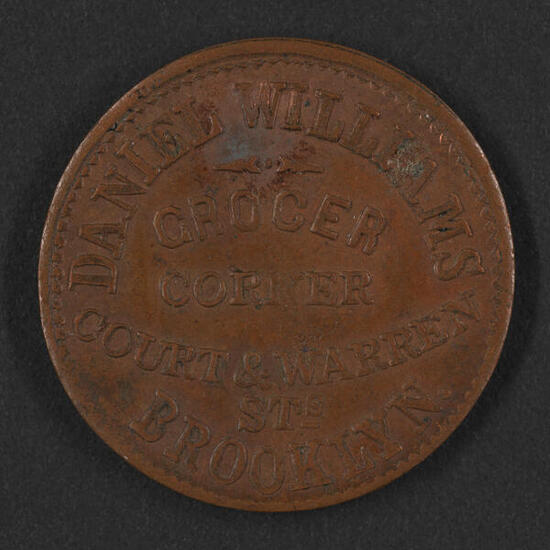 DANIEL WILLIAMS
GROCER
CORNER
COURT & WARREN
STS
BROOKLYN.